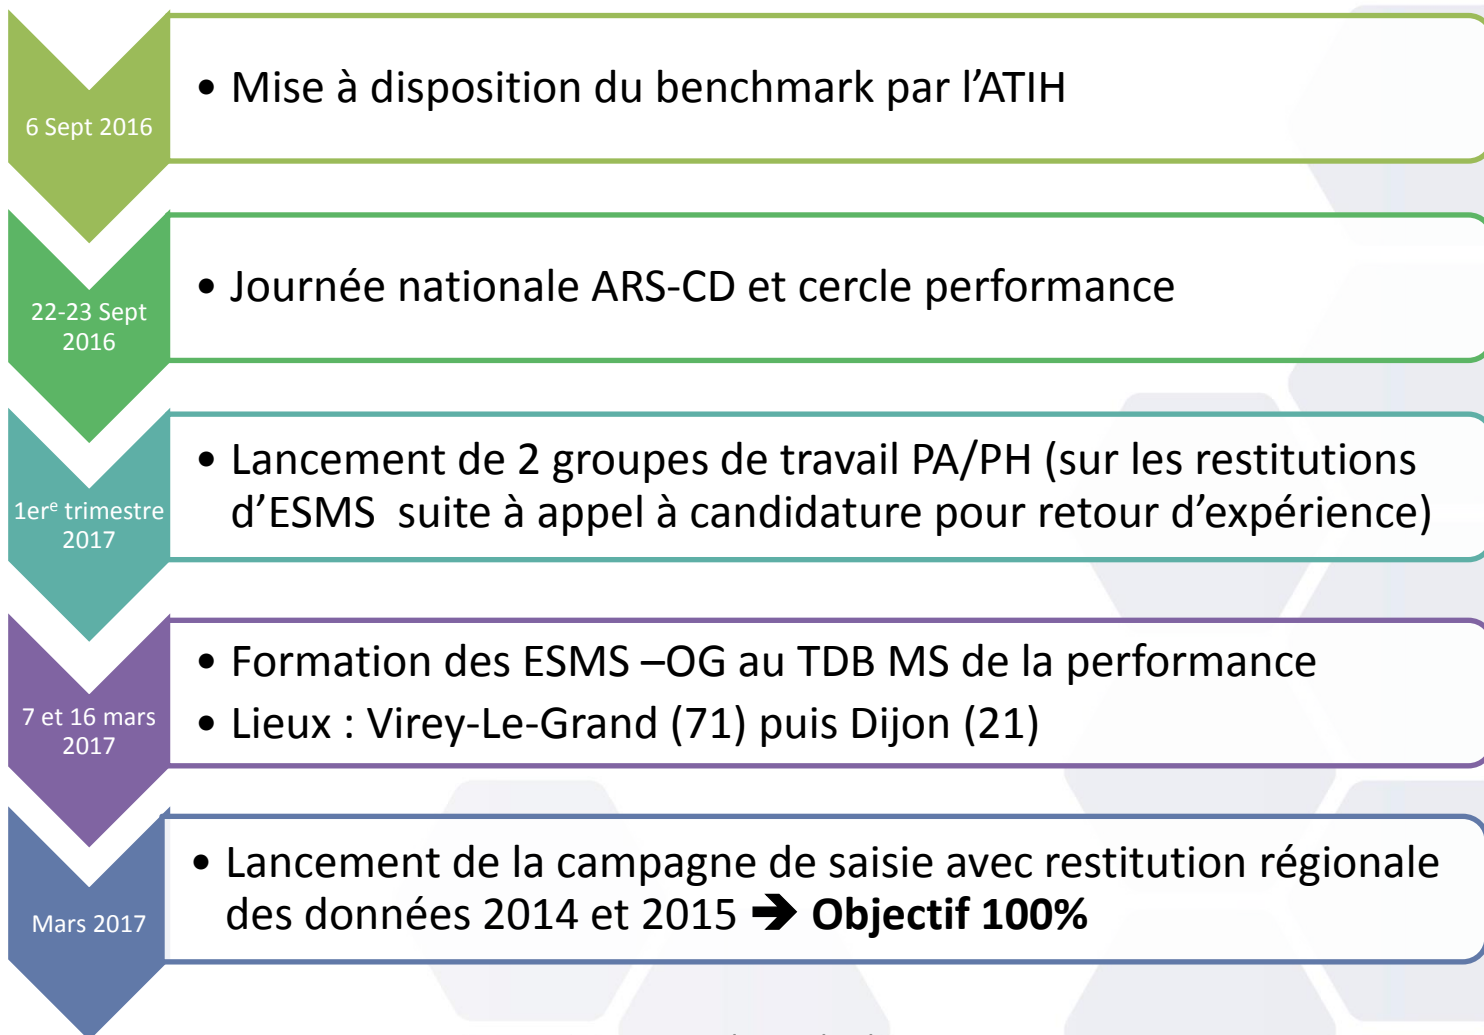 6 Sept 2016
• Mise à disposition du benchmark par l’ATIH
22-23 Sept
2016
• Journée nationale ARS-CD et cercle performance
1erᵉ trimestre
2017
• Lancement de 2 groupes de travail PA/PH (sur les restitutions
d’ESMS suite à appel à candidature pour retour d’expérience)
7 et 16 mars
2017
• Formation des ESMS –OG au TDB MS de la performance
• Lieux : Virey-Le-Grand (71) puis Dijon (21)
Mars 2017
• Lancement de la campagne de saisie avec restitution régionale
des données 2014 et 2015 ➔ Objectif 100%